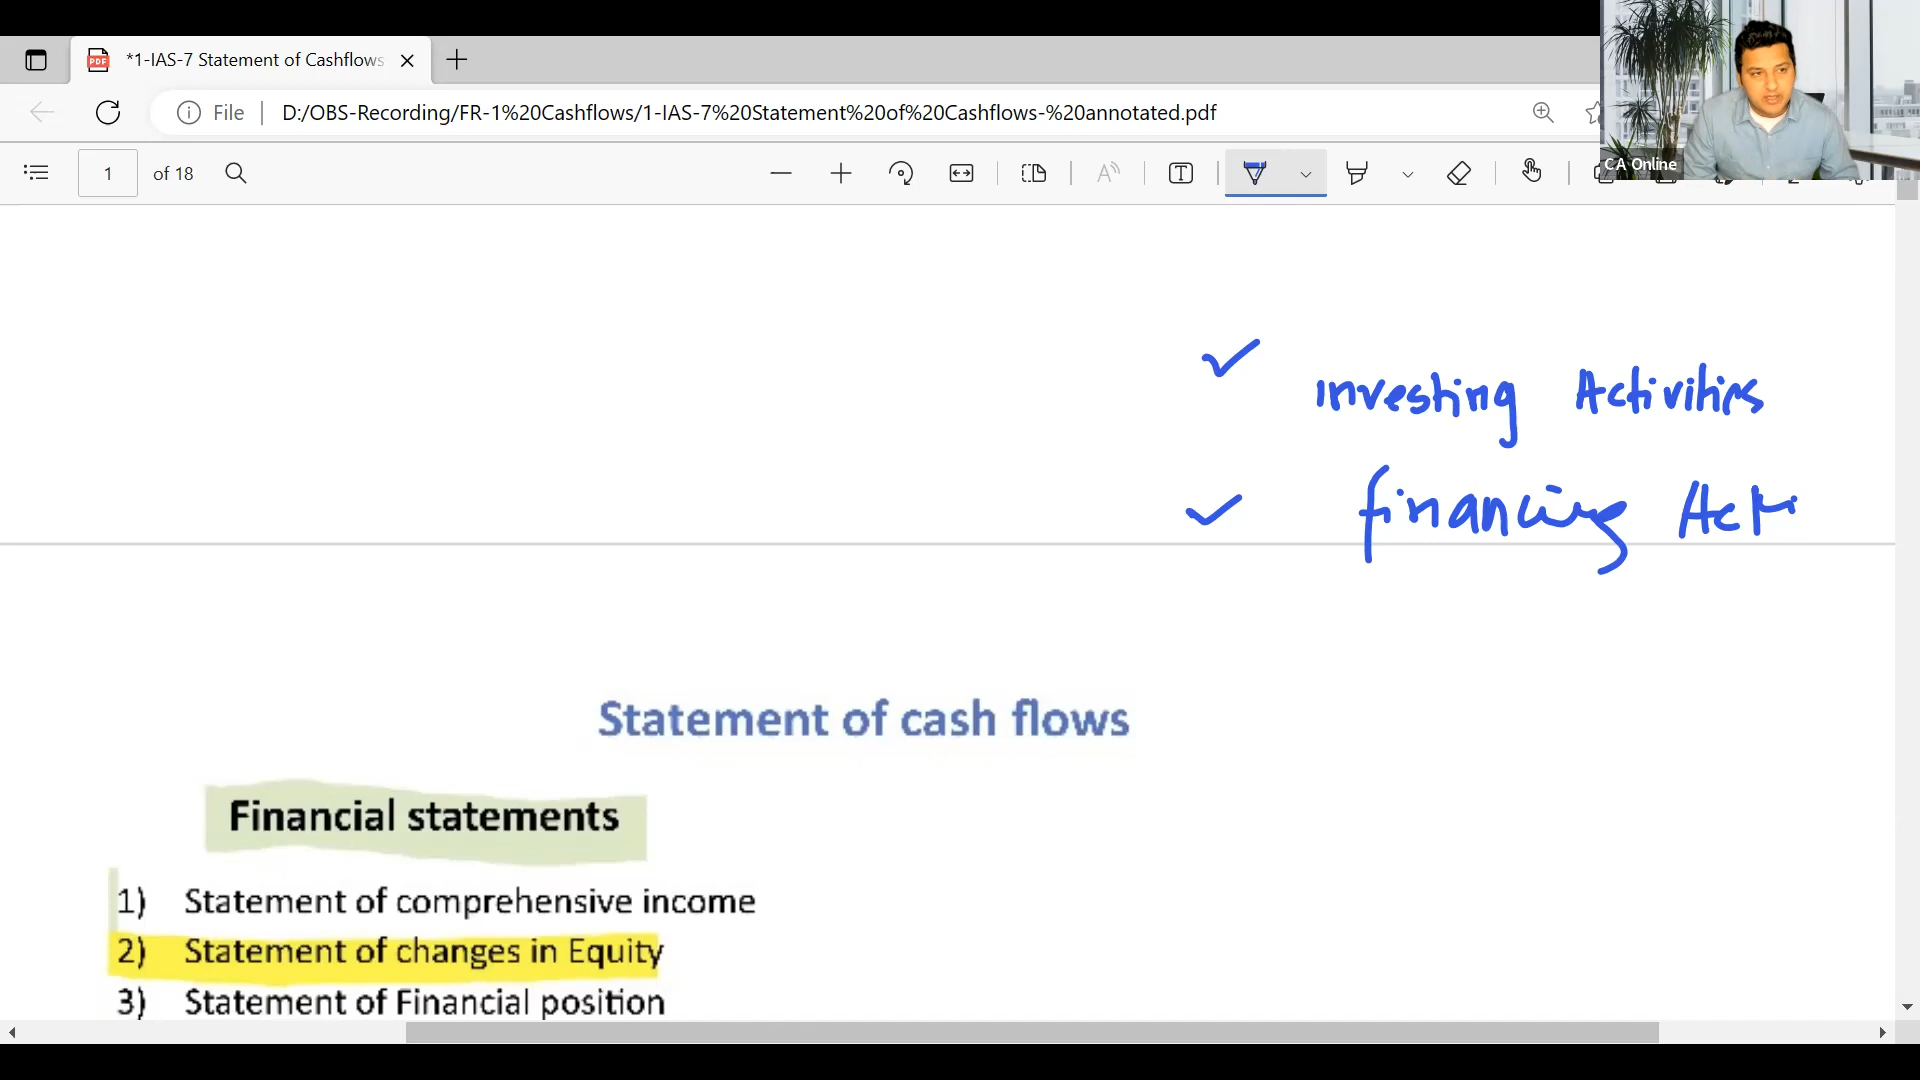 *1-IAS-7 Statement of Cashflows
File
D:/OBS-Recording/FR-1%20Cashflows/1-IAS-7%20Statement%20of%20Cashflows-%20annotated.pdf
1 of 18
CA Online
Investing Activities
financing Acti
Statement of cash flows
Financial statements
1) Statement of comprehensive income
2) Statement of changes in Equity
3) Statement of Financial position